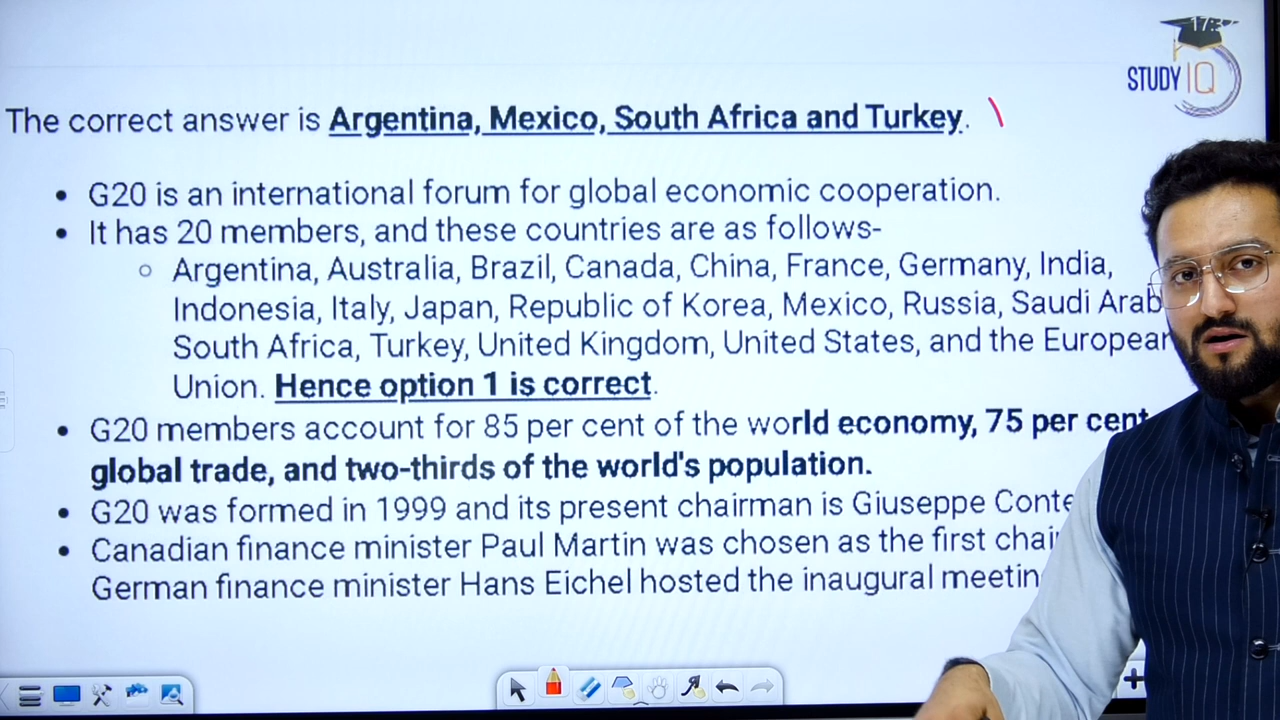 STUDY IQ
The correct answer is Argentina, Mexico, South Africa and Turkey.
• G20 is an international forum for global economic cooperation.
• It has 20 members, and these countries are as follows-
○ Argentina, Australia, Brazil, Canada, China, France, Germany, India,
Indonesia, Italy, Japan, Republic of Korea, Mexico, Russia, Saudi Arab
South Africa, Turkey, United Kingdom, United States, and the European
Union. Hence option 1 is correct.
• G20 members account for 85 per cent of the world economy, 75 per cent
global trade, and two-thirds of the world's population.
• G20 was formed in 1999 and its present chairman is Giuseppe Conte
• Canadian finance minister Paul Martin was chosen as the first chai
German finance minister Hans Eichel hosted the inaugural meetin